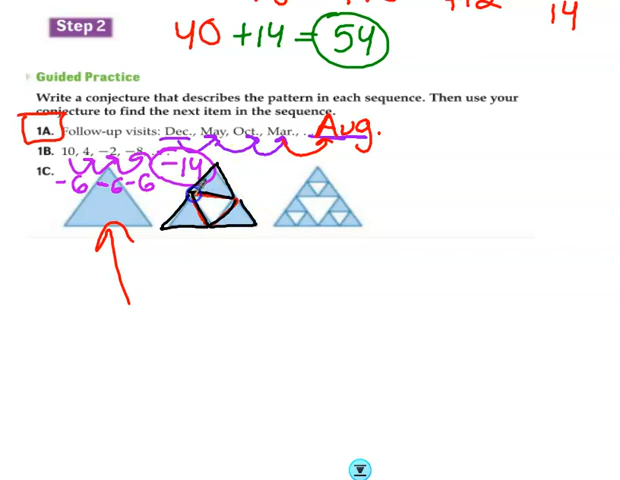 14
Step 2
40 +14 = 54
Guided Practice
Write a conjecture that describes the pattern in each sequence. Then use your
conjecture to find the next item in the sequence.
1A. Follow-up visits: Dec., May, Oct., Mar., . Aug.
1B. 10, 4, −2, −8, -14
1C. -6 -6 -6